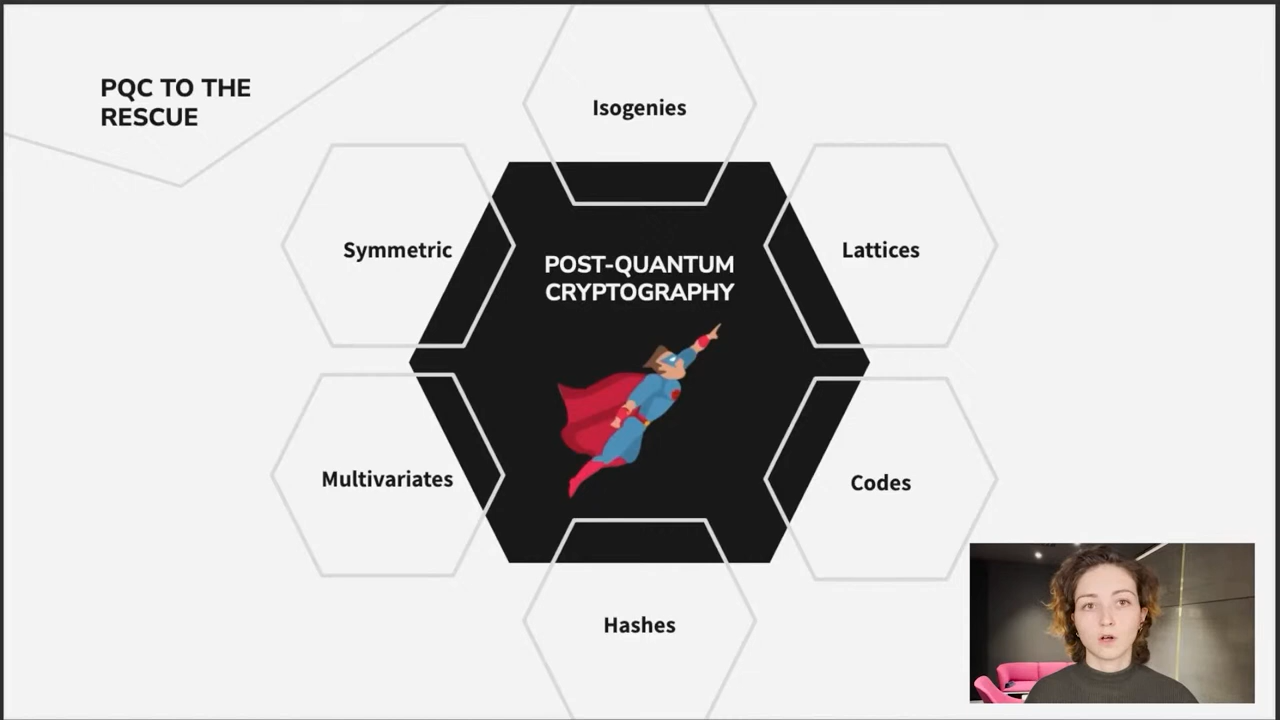 PQC TO THE
RESCUE
Isogenies
Symmetric
Lattices
POST-QUANTUM
CRYPTOGRAPHY
Multivariates
Codes
Hashes